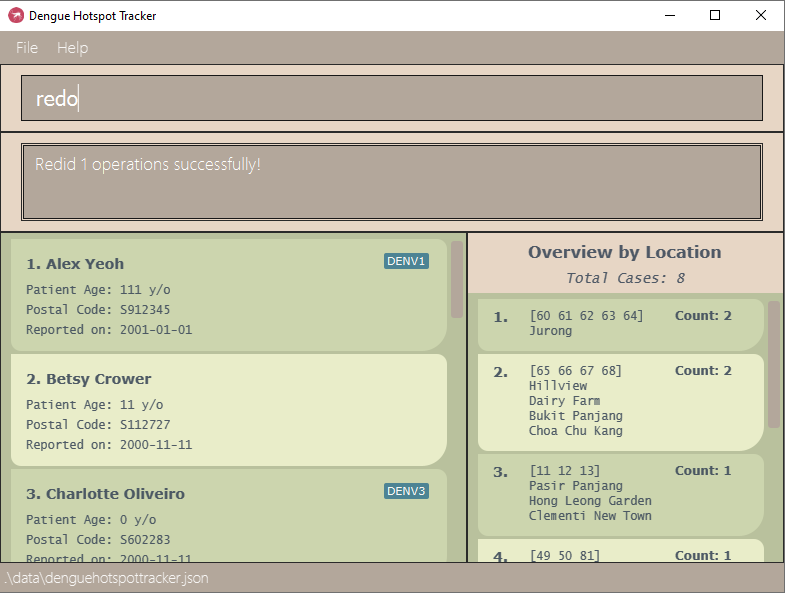 Dengue Hotspot Tracker
File Help
redo
Redid 1 operations successfully!
1. Alex Yeoh
DENV1
Patient Age: 111 y/o
Postal Code: S912345
Reported on: 2001-01-01
2. Betsy Crower
Patient Age: 11 y/o
Postal Code: S112727
Reported on: 2000-11-11
3. Charlotte Oliveiro
DENV3
Patient Age: 0 y/o
Postal Code: S602283
Reported on: 2000-11-11
Overview by Location
Total Cases: 8
1. [60 61 62 63 64] Count: 2
Jurong
2. [65 66 67 68] Count: 2
Hillview
Dairy Farm
Bukit Panjang
Choa Chu Kang
3. [11 12 13] Count: 1
Pasir Panjang
Hong Leong Garden
Clementi New Town
4. [49 50 81] Count: 1
.\data\denguehotspottracker.json